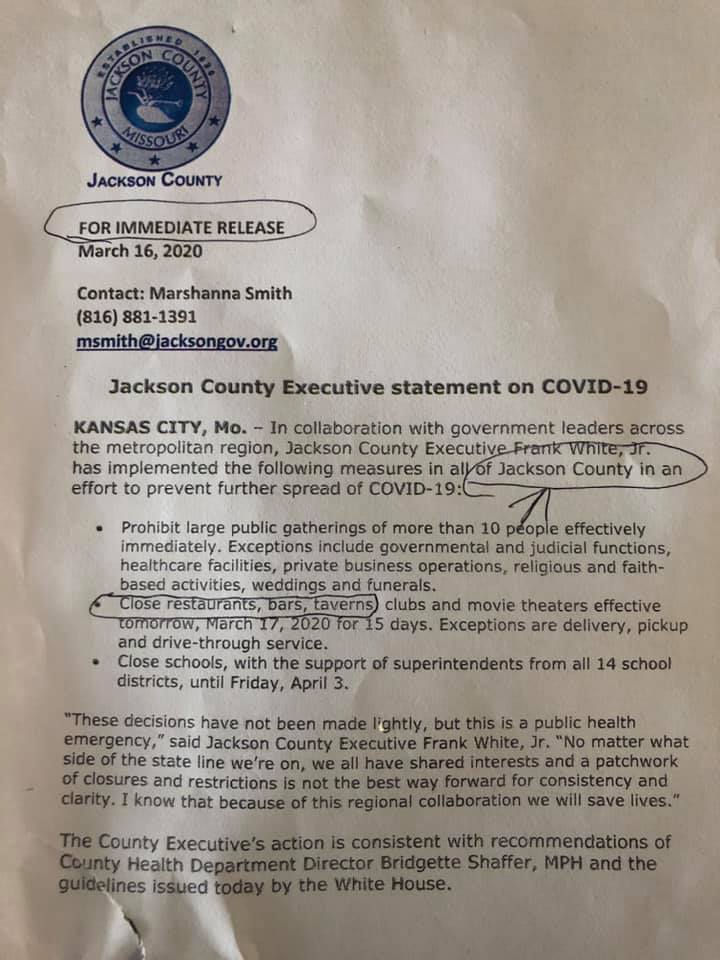 ESTABLISHED 1826
JACKSON COUNTY
MISSOURI
JACKSON COUNTY
FOR IMMEDIATE RELEASE
March 16, 2020
Contact: Marshanna Smith
(816) 881-1391
msmith@jacksongov.org
Jackson County Executive statement on COVID-19
KANSAS CITY, Mo. – In collaboration with government leaders across
the metropolitan region, Jackson County Executive Frank White, Jr.
has implemented the following measures in all of Jackson County in an
effort to prevent further spread of COVID-19:
• Prohibit large public gatherings of more than 10 people effectively
immediately. Exceptions include governmental and judicial functions,
healthcare facilities, private business operations, religious and faith-
based activities, weddings and funerals.
• Close restaurants, bars, taverns, clubs and movie theaters effective
tomorrow, March 17, 2020 for 15 days. Exceptions are delivery, pickup
and drive-through service.
• Close schools, with the support of superintendents from all 14 school
districts, until Friday, April 3.
“These decisions have not been made lightly, but this is a public health
emergency,” said Jackson County Executive Frank White, Jr. “No matter what
side of the state line we’re on, we all have shared interests and a patchwork
of closures and restrictions is not the best way forward for consistency and
clarity. I know that because of this regional collaboration we will save lives.”
The County Executive’s action is consistent with recommendations of
County Health Department Director Bridgette Shaffer, MPH and the
guidelines issued today by the White House.